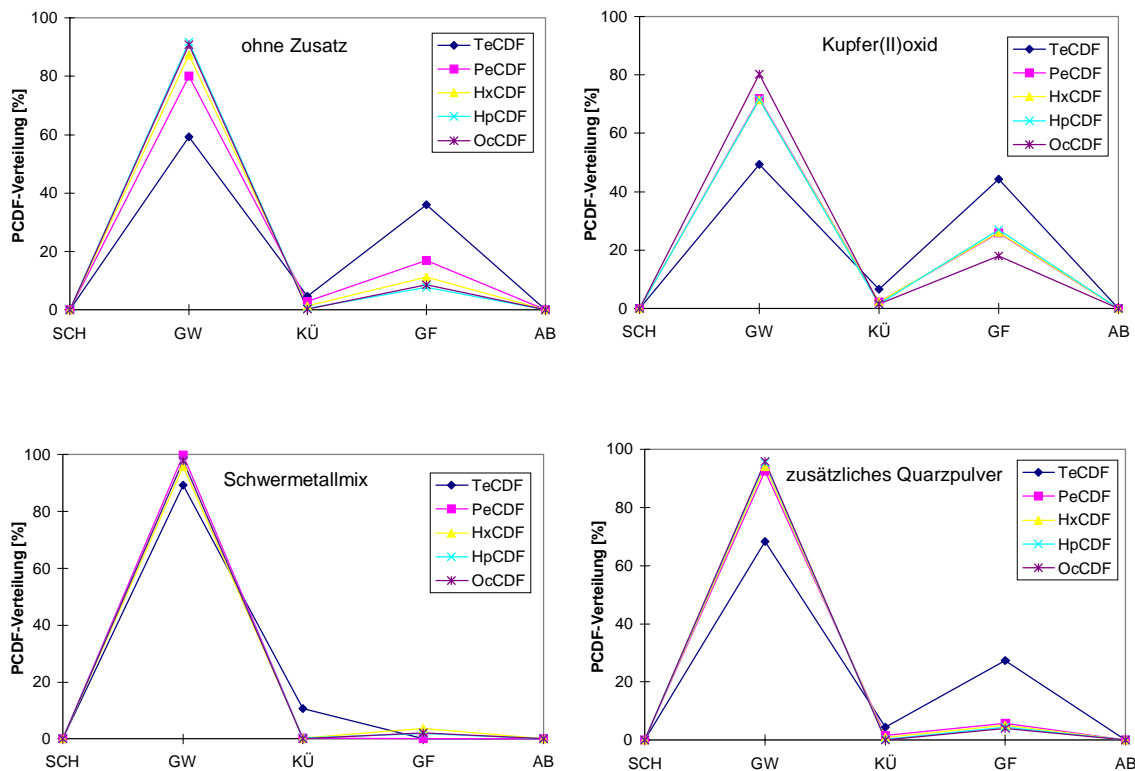 ohne Zusatz
PCDF-Verteilung [%]
100
80
60
40
20
0
SCH GW KÜ GF AB
TeCDF
PeCDF
HxCDF
HpCDF
OcCDF
Kupfer(II)oxid
PCDF-Verteilung [%]
100
80
60
40
20
0
SCH GW KÜ GF AB
TeCDF
PeCDF
HxCDF
HpCDF
OcCDF
Schwermetallmix
PCDF-Verteilung [%]
100
80
60
40
20
0
SCH GW KÜ GF AB
TeCDF
PeCDF
HxCDF
HpCDF
OcCDF
zusätzliches Quarzpulver
PCDF-Verteilung [%]
100
80
60
40
20
0
SCH GW KÜ GF AB
TeCDF
PeCDF
HxCDF
HpCDF
OcCDF